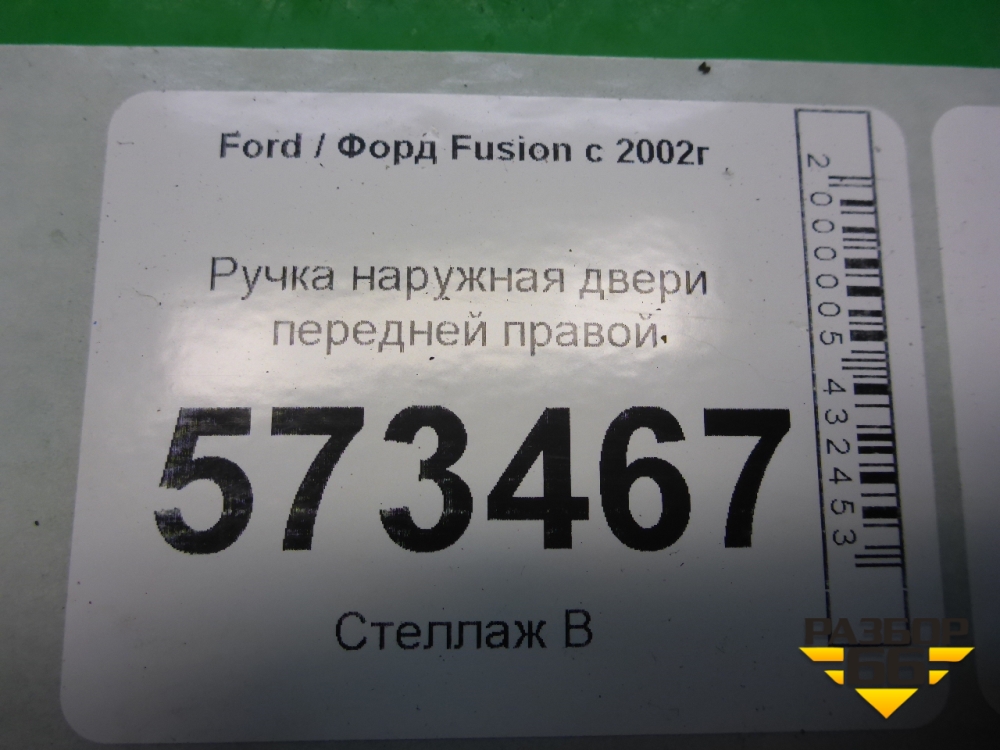 Ford / Форд Fusion с 2002г
Ручка наружная двери
передней правой
573467
Стеллаж В
2000005432453
РАЗБОР
66